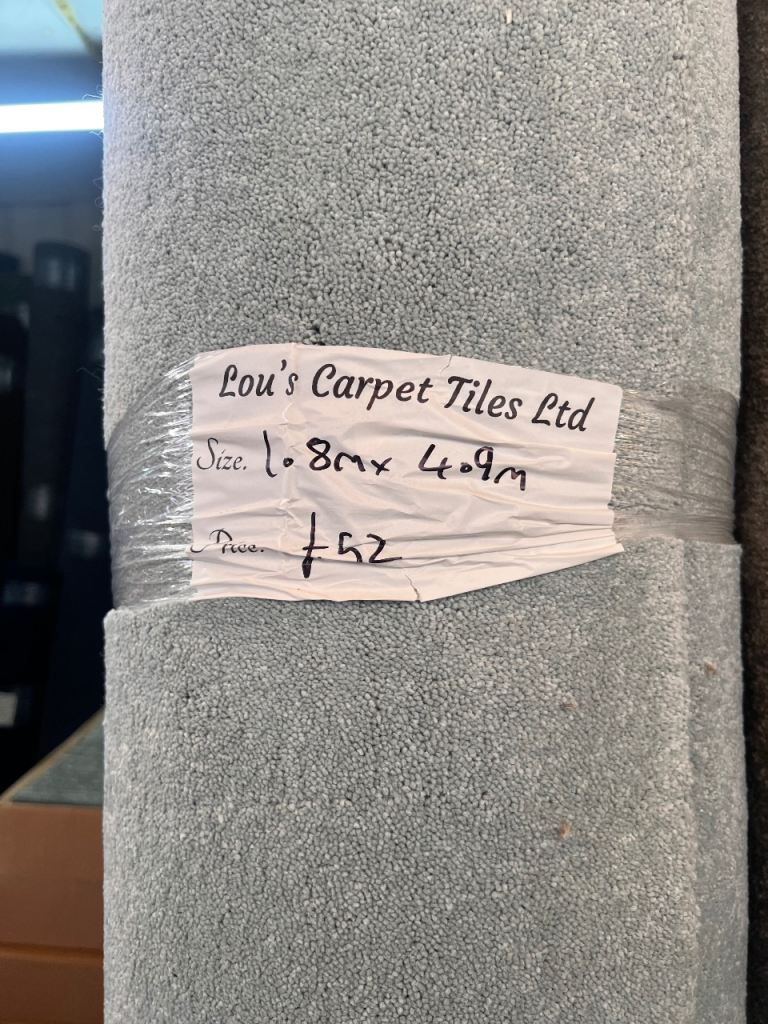 Lou's Carpet Tiles Ltd
Size. 1.8m x 4.9m
Price. £52